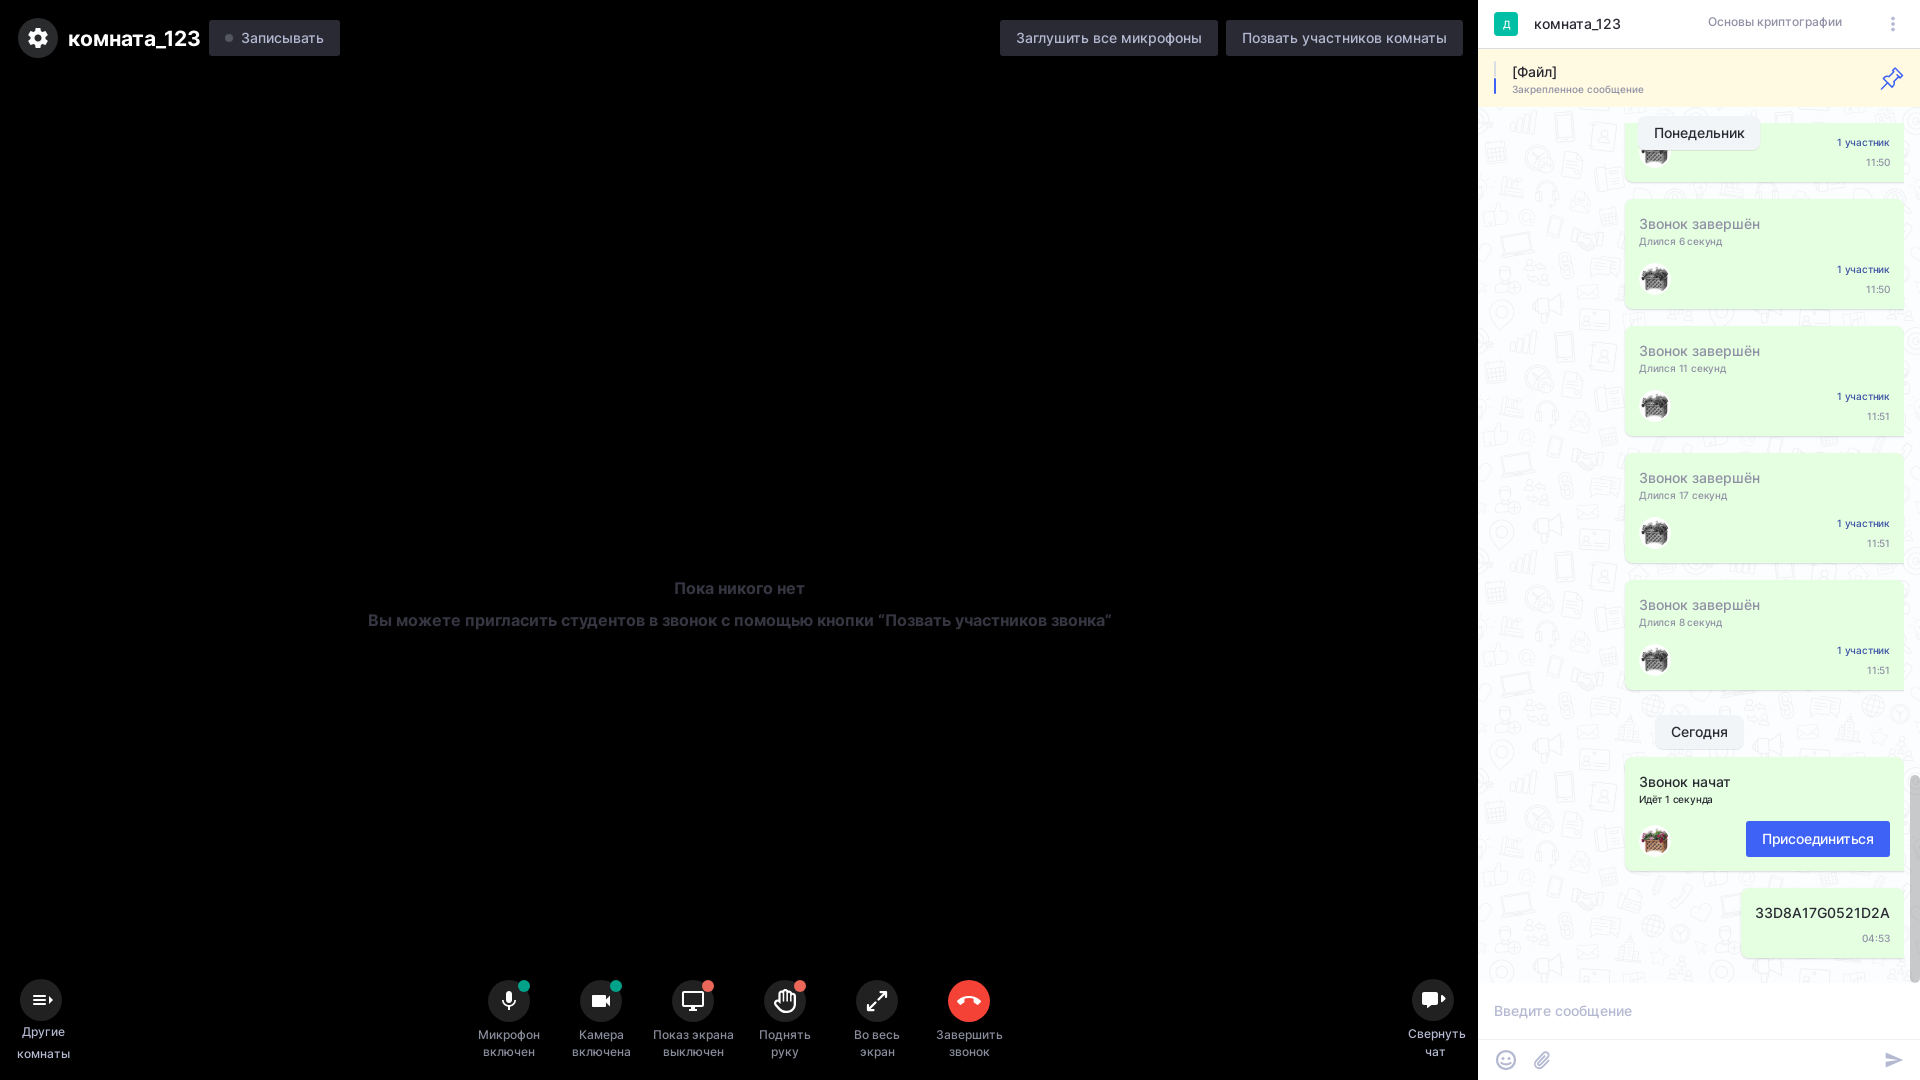 комната_123
Записывать
Заглушить все микрофоны
Позвать участников комнаты
Пока никого нет
Вы можете пригласить студентов в звонок с помощью кнопки “Позвать участников звонка”
Другие
комнаты
Микрофон
включен
Камера
включена
Показ экрана
выключен
Поднять
руку
Во весь
экран
Завершить
звонок
Свернуть
чат
Д
комната_123
Основы криптографии
[Файл]
Закрепленное сообщение
Понедельник
1 участник
11:50
Звонок завершён
Длился 6 секунд
1 участник
11:50
Звонок завершён
Длился 11 секунд
1 участник
11:51
Звонок завершён
Длился 17 секунд
1 участник
11:51
Звонок завершён
Длился 8 секунд
1 участник
11:51
Сегодня
Звонок начат
Идёт 1 секунда
Присоединиться
33D8A17G0521D2A
04:53
Введите сообщение